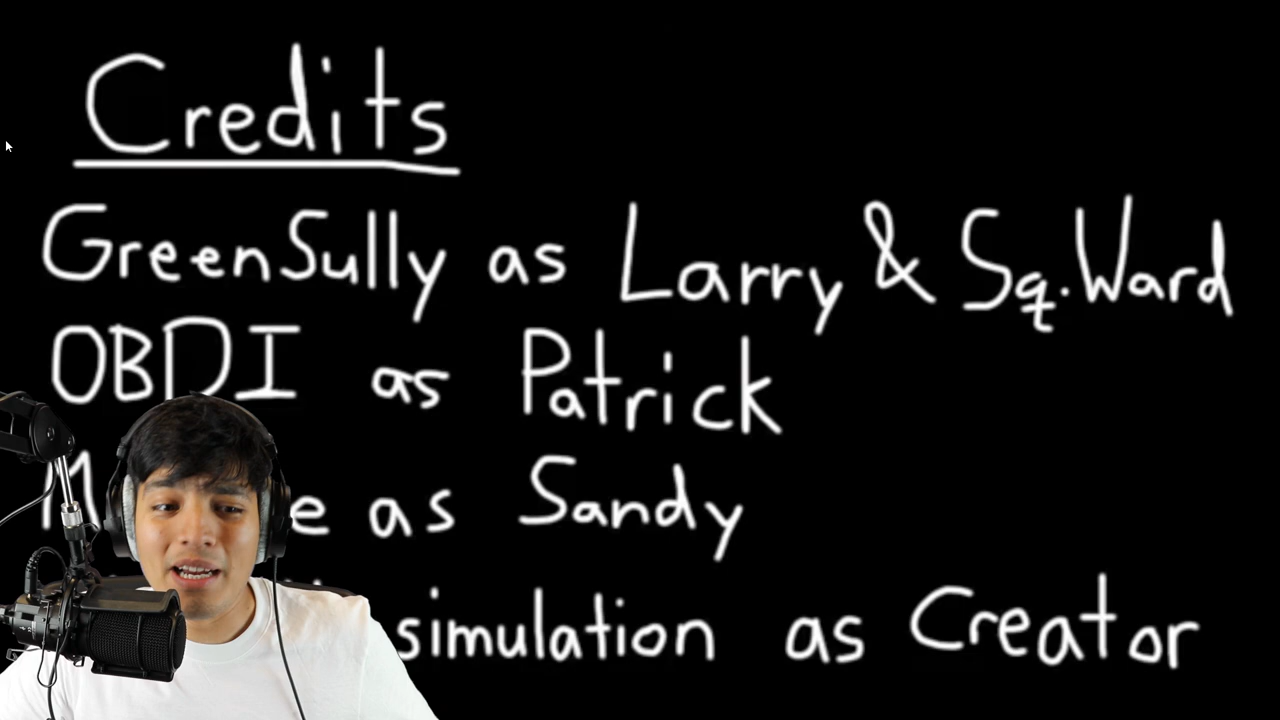 Credits
GreenSully as Larry & Sq.Ward
OBDI as Patrick
as Sandy
simulation as Creator